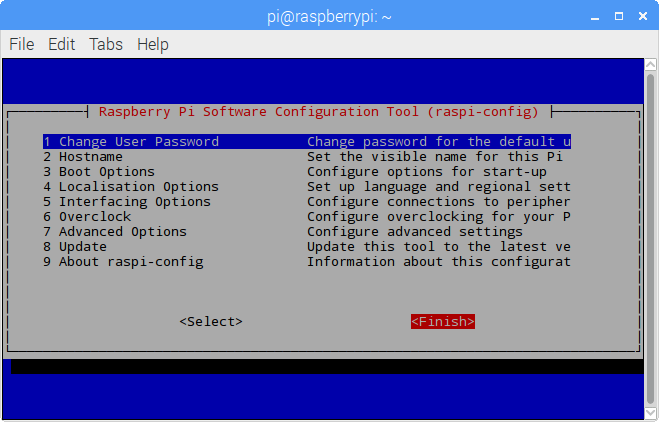 pi@raspberrypi: ~
File Edit Tabs Help
Raspberry Pi Software Configuration Tool (raspi-config)
1 Change User Password Change password for the default u
2 Hostname Set the visible name for this Pi
3 Boot Options Configure options for start-up
4 Localisation Options Set up language and regional sett
5 Interfacing Options Configure connections to peripher
6 Overclock Configure overclocking for your P
7 Advanced Options Configure advanced settings
8 Update Update this tool to the latest ve
9 About raspi-config Information about this configurat
<Select> <Finish>